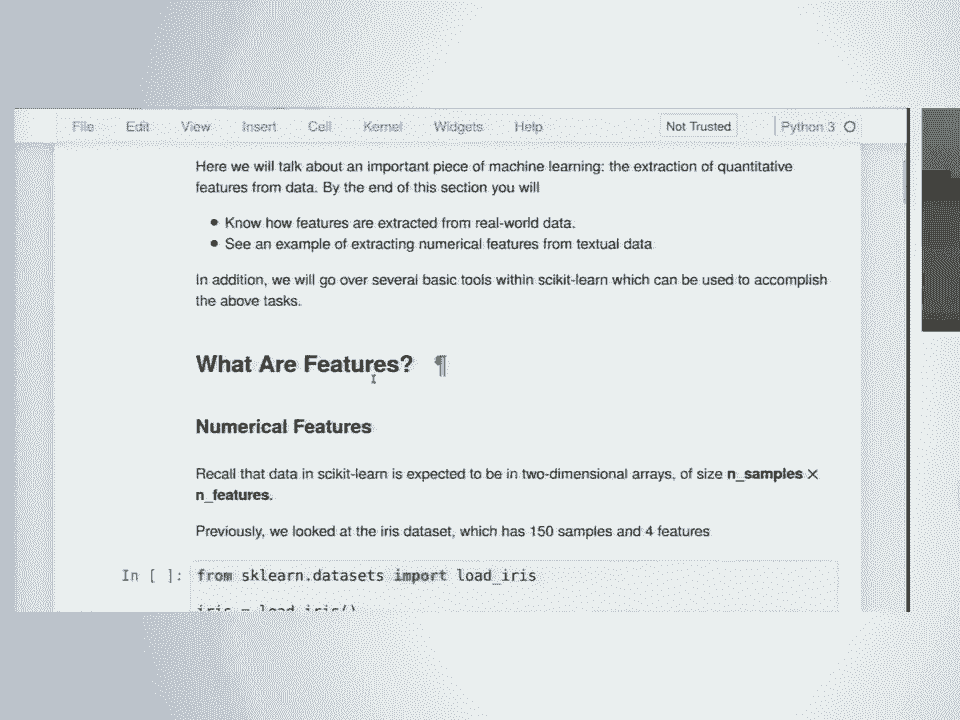 File Edit View Insert Cell Kernel Widgets Help Not Trusted Python 3
Here we will talk about an important piece of machine learning: the extraction of quantitative
features from data. By the end of this section you will
Know how features are extracted from real-world data.
See an example of extracting numerical features from textual data
In addition, we will go over several basic tools within scikit-learn which can be used to accomplish
the above tasks.
What Are Features? ¶
Numerical Features
Recall that data in scikit-learn is expected to be in two-dimensional arrays, of size n_samples ×
n_features.
Previously, we looked at the iris dataset, which has 150 samples and 4 features
In [ ]: from sklearn.datasets import load_iris
iris = load_iris()